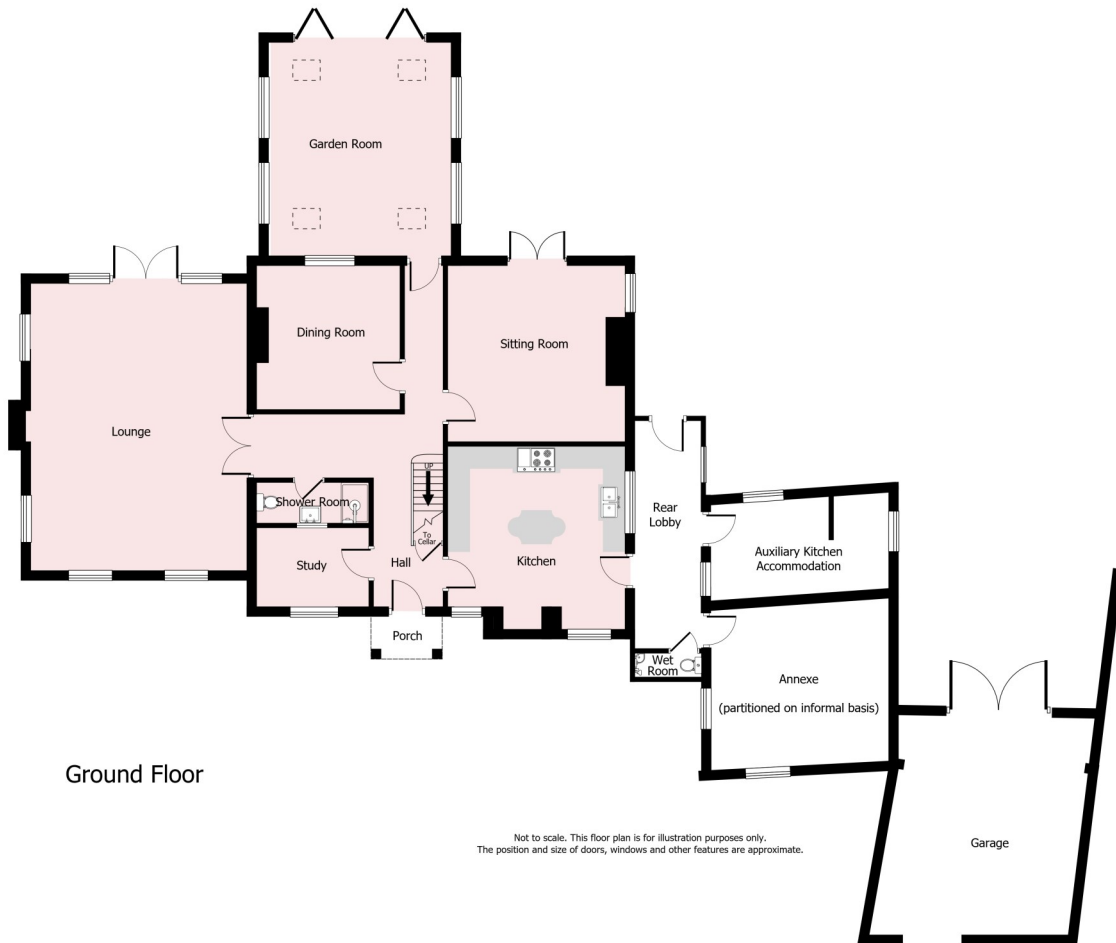 Garden Room
Dining Room
Sitting Room
Lounge
UP
Shower Room
To
Cellar
Rear
Lobby
Auxiliary Kitchen
Accommodation
Study
Hall
Kitchen
Porch
Wet
Room
Annexe
(partitioned on informal basis)
Ground Floor
Not to scale. This floor plan is for illustration purposes only.
The position and size of doors, windows and other features are approximate.
Garage